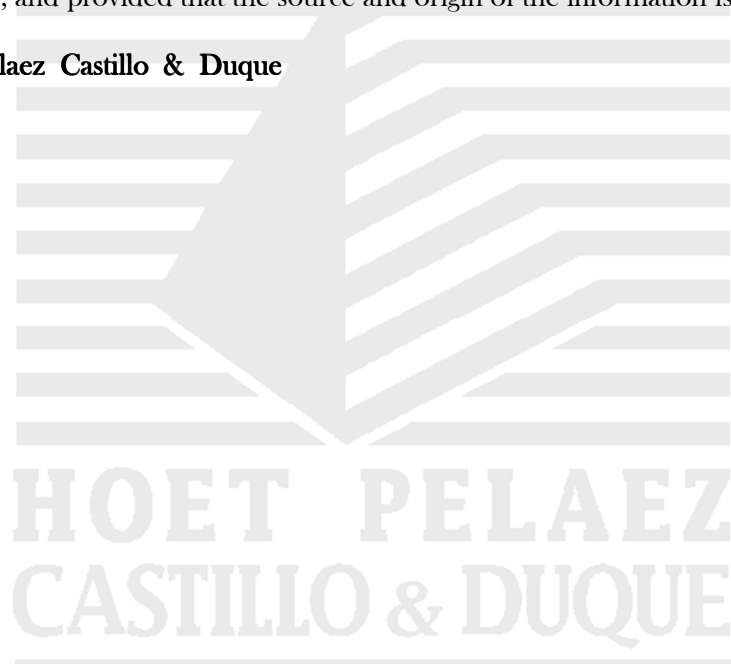 , and provided that the source and origin of the information is
laez Castillo & Duque
HOET PELAEZ
CASTILLO & DUQUE